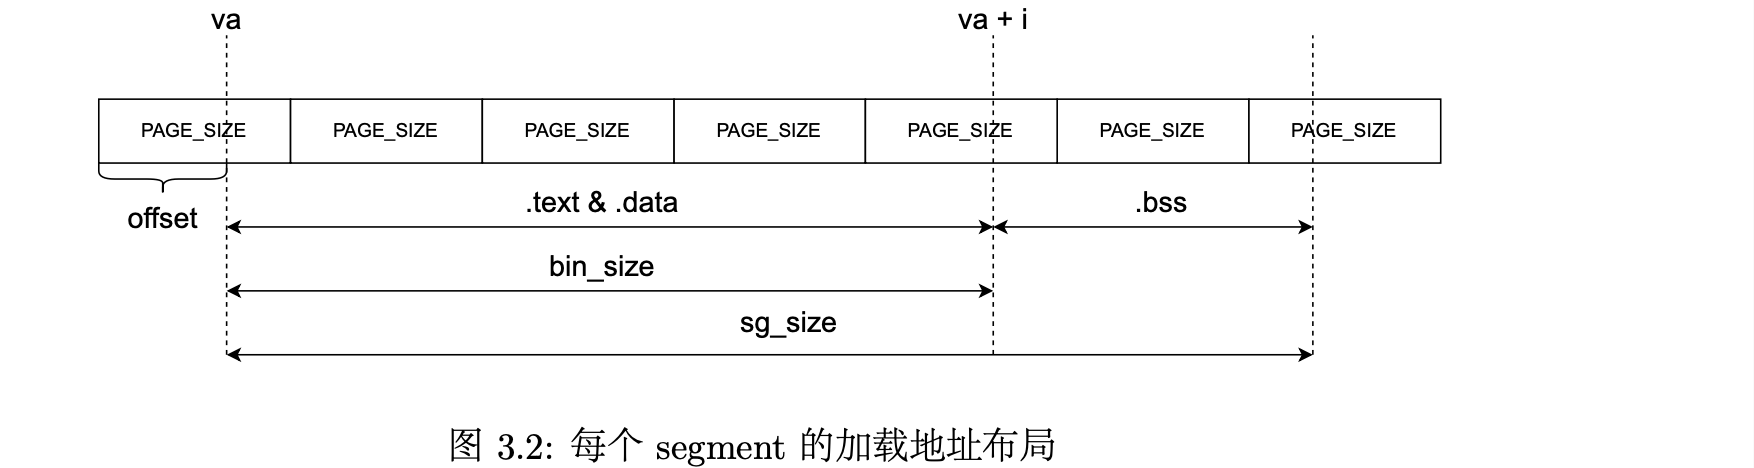 va va + i
PAGE_SIZE PAGE_SIZE PAGE_SIZE PAGE_SIZE PAGE_SIZE PAGE_SIZE PAGE_SIZE
.text & .data .bss
offset
bin_size
sg_size
图 3.2: 每个 segment 的加载地址布局